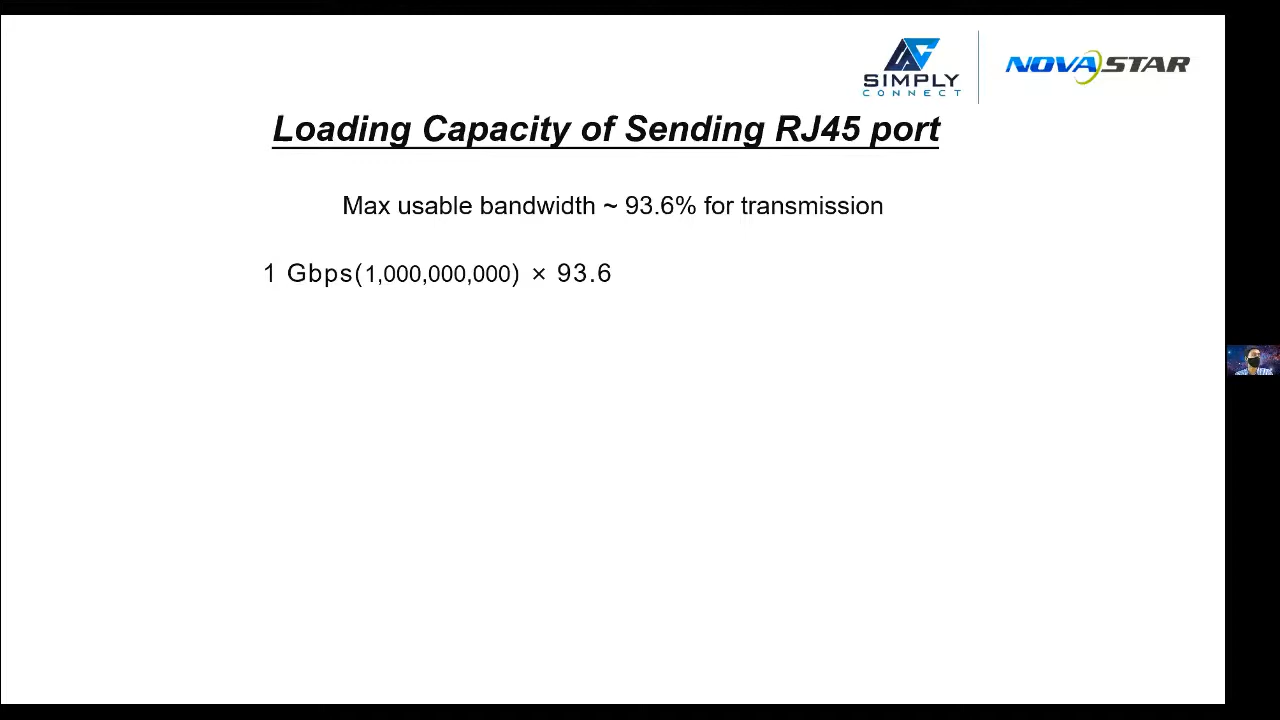 SIMPLY
CONNECT
NOVASTAR
Loading Capacity of Sending RJ45 port
Max usable bandwidth ~ 93.6% for transmission
1 Gbps(1,000,000,000) × 93.6